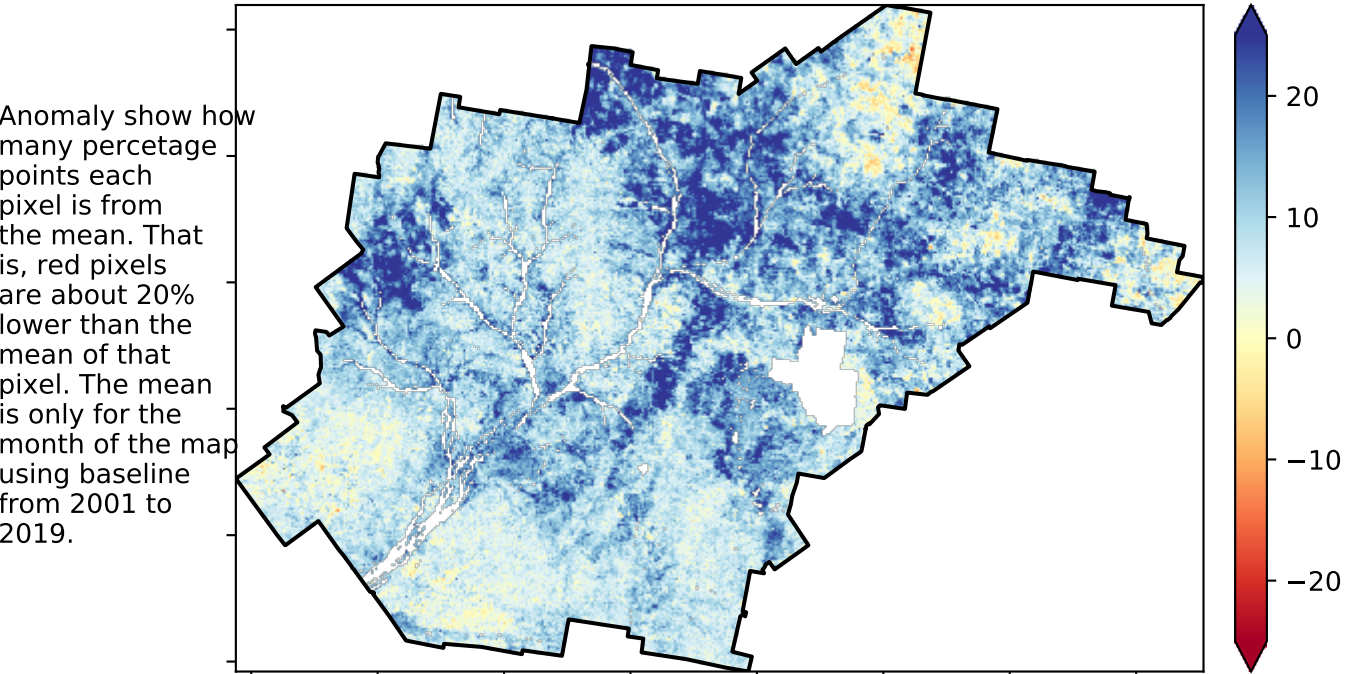 Anomaly show how
many percetage
points each
pixel is from
the mean. That
is, red pixels
are about 20%
lower than the
mean of that
pixel. The mean
is only for the
month of the map
using baseline
from 2001 to
2019.
20
10
0
−10
−20